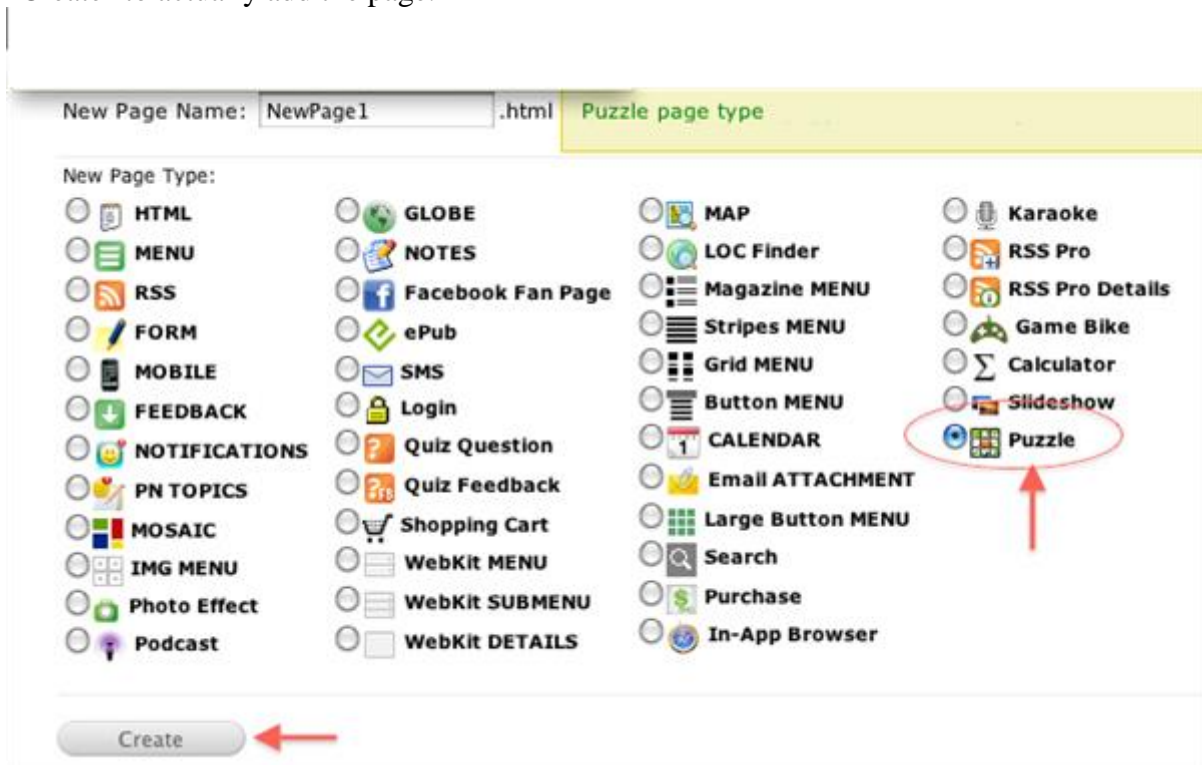 New Page Name: NewPage1 .html Puzzle page type
New Page Type:
HTML GLOBE MAP Karaoke
MENU NOTES LOC Finder RSS Pro
RSS Facebook Fan Page Magazine MENU RSS Pro Details
FORM ePub Stripes MENU Game Bike
MOBILE SMS Grid MENU Calculator
FEEDBACK Login Button MENU Slideshow
NOTIFICATIONS Quiz Question CALENDAR Puzzle
PN TOPICS Quiz Feedback Email ATTACHMENT
MOSAIC Shopping Cart Large Button MENU
IMG MENU WebKit MENU Search
Photo Effect WebKit SUBMENU Purchase
Podcast WebKit DETAILS In-App Browser
Create